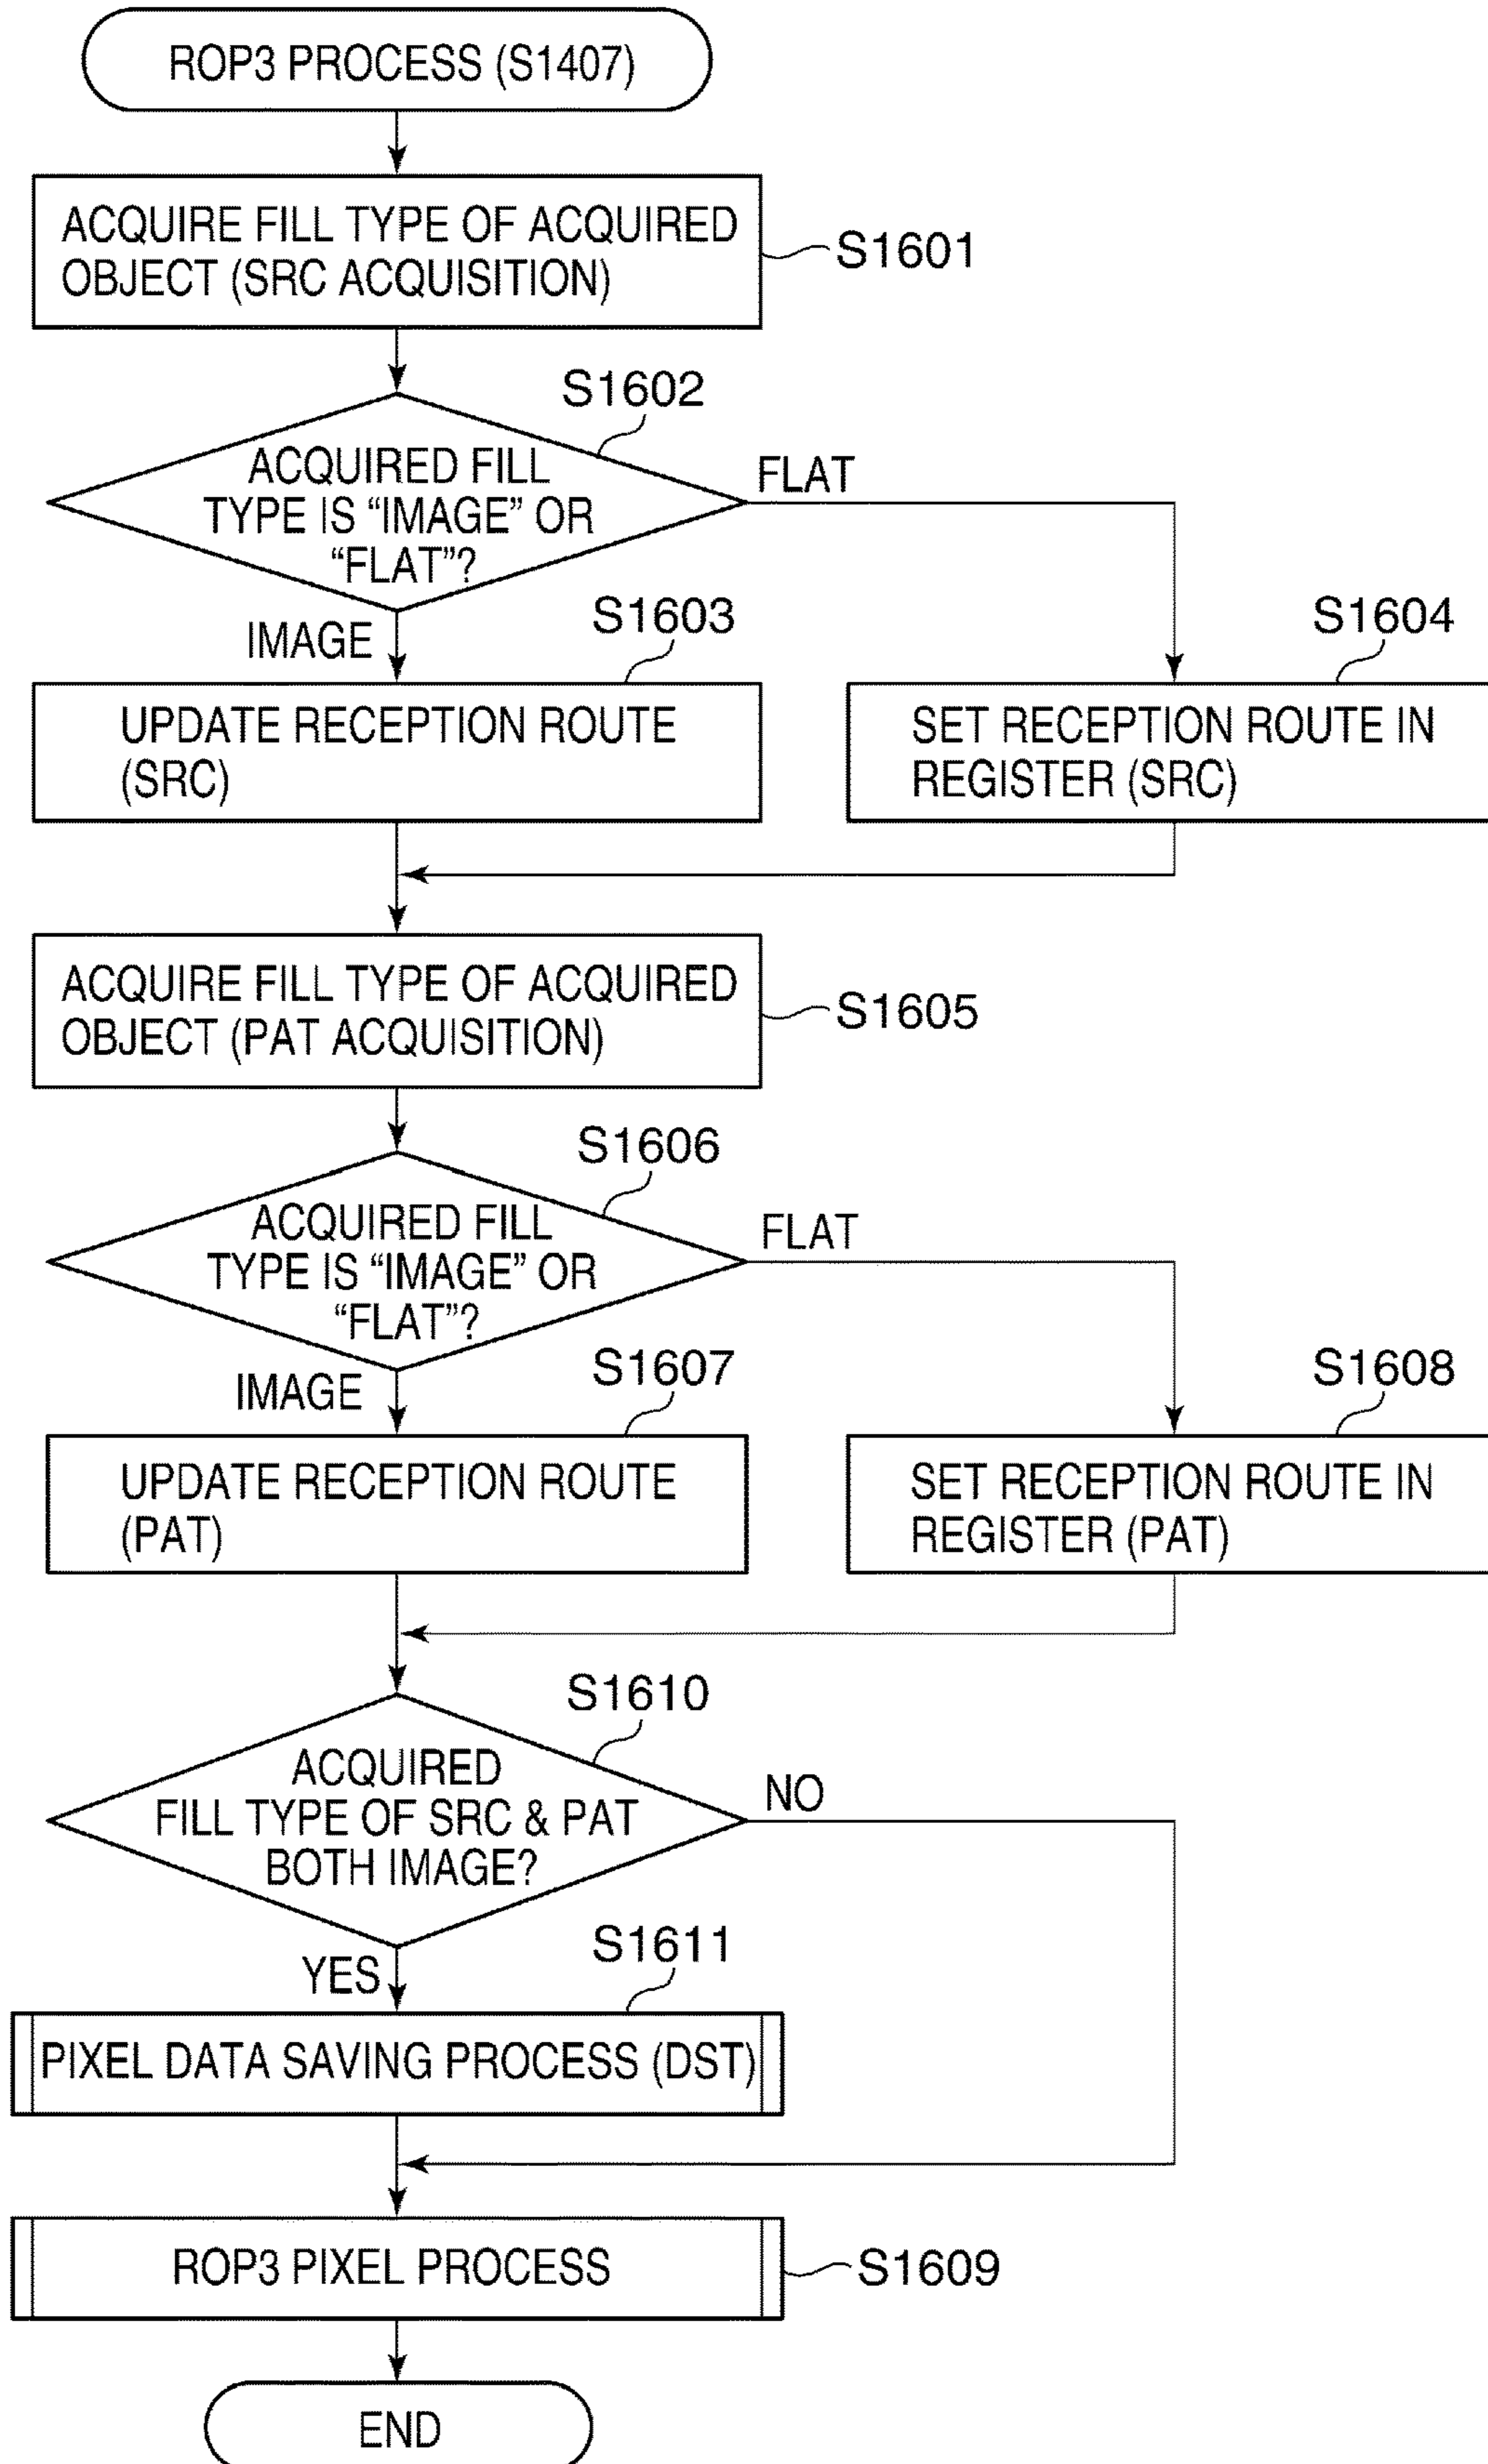 ROP3 PROCESS (S1407)
ACQUIRE FILL TYPE OF ACQUIRED
OBJECT (SRC ACQUISITION)
S1601
S1602
ACQUIRED FILL
TYPE IS “IMAGE” OR
“FLAT”?
FLAT
IMAGE
S1603
S1604
UPDATE RECEPTION ROUTE
(SRC)
SET RECEPTION ROUTE IN
REGISTER (SRC)
ACQUIRE FILL TYPE OF ACQUIRED
OBJECT (PAT ACQUISITION)
S1605
S1606
ACQUIRED FILL
TYPE IS “IMAGE” OR
“FLAT”?
FLAT
IMAGE
S1607
S1608
UPDATE RECEPTION ROUTE
(PAT)
SET RECEPTION ROUTE IN
REGISTER (PAT)
S1610
ACQUIRED
FILL TYPE OF SRC & PAT
BOTH IMAGE?
NO
YES
S1611
PIXEL DATA SAVING PROCESS (DST)
ROP3 PIXEL PROCESS
S1609
END